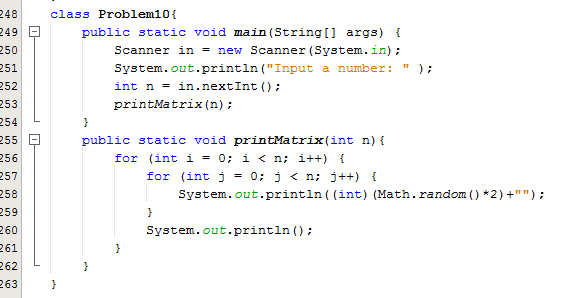 248 class Problem10{
249 public static void main(String[] args) {
250 Scanner in = new Scanner(System.in);
251 System.out.println("Input a number: " );
252 int n = in.nextInt();
253 printMatrix(n);
254 }
255 public static void printMatrix(int n){
256 for (int i = 0; i < n; i++) {
257 for (int j = 0; j < n; j++) {
258 System.out.println((int)(Math.random()*2)+"");
259 }
260 System.out.println();
261 }
262 }
263 }